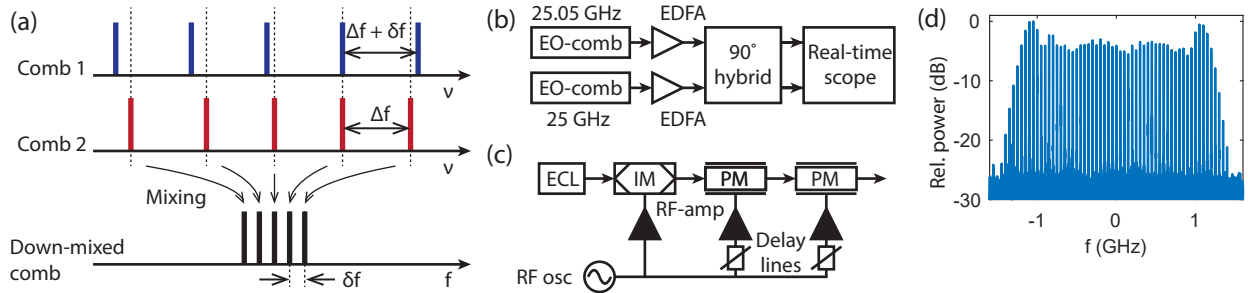 (a)
Δf + δf
Comb 1
ν
Δf
Comb 2
ν
Mixing
Down-mixed
comb
δf
f
(b)
25.05 GHz
EDFA
EO-comb
90°
hybrid
Real-time
scope
EO-comb
25 GHz
EDFA
(c)
ECL
IM
PM
PM
RF-amp
Delay
lines
RF osc
(d)
Rel. power (dB)
0
-10
-20
-30
-1
0
1
f (GHz)